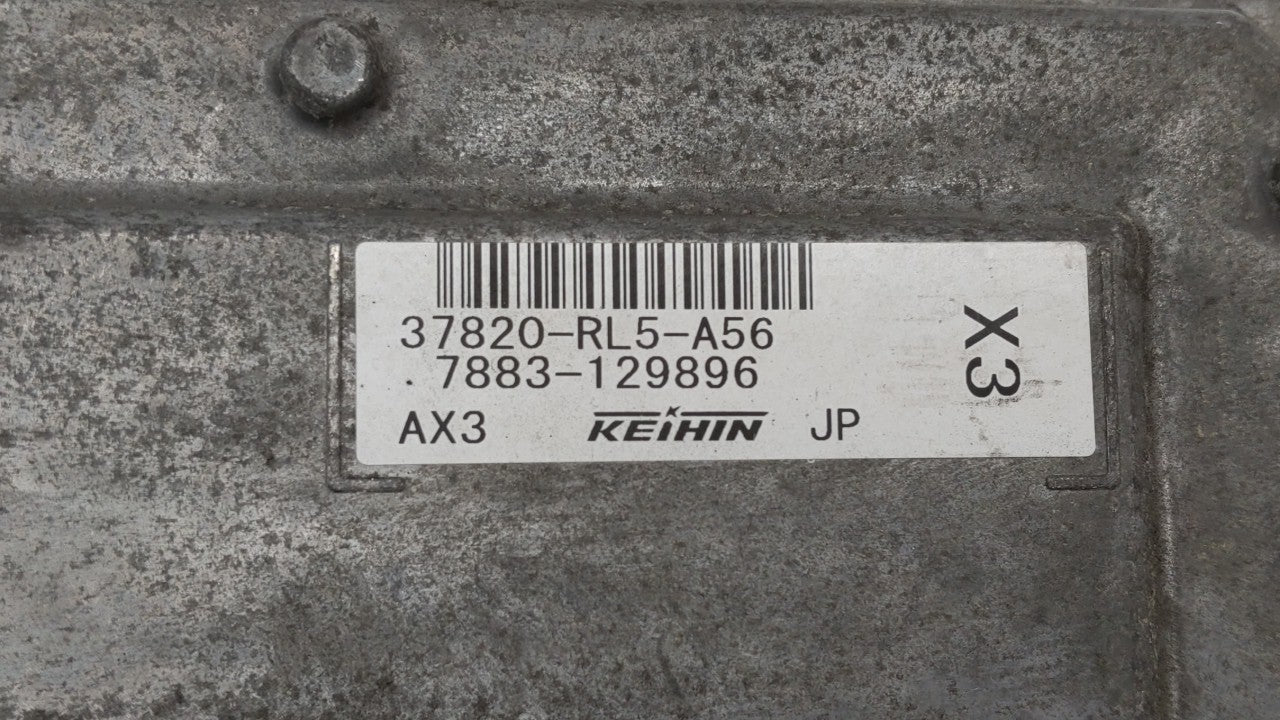 37820-RL5-A56
7883-129896
AX3 KEIHIN JP
X3